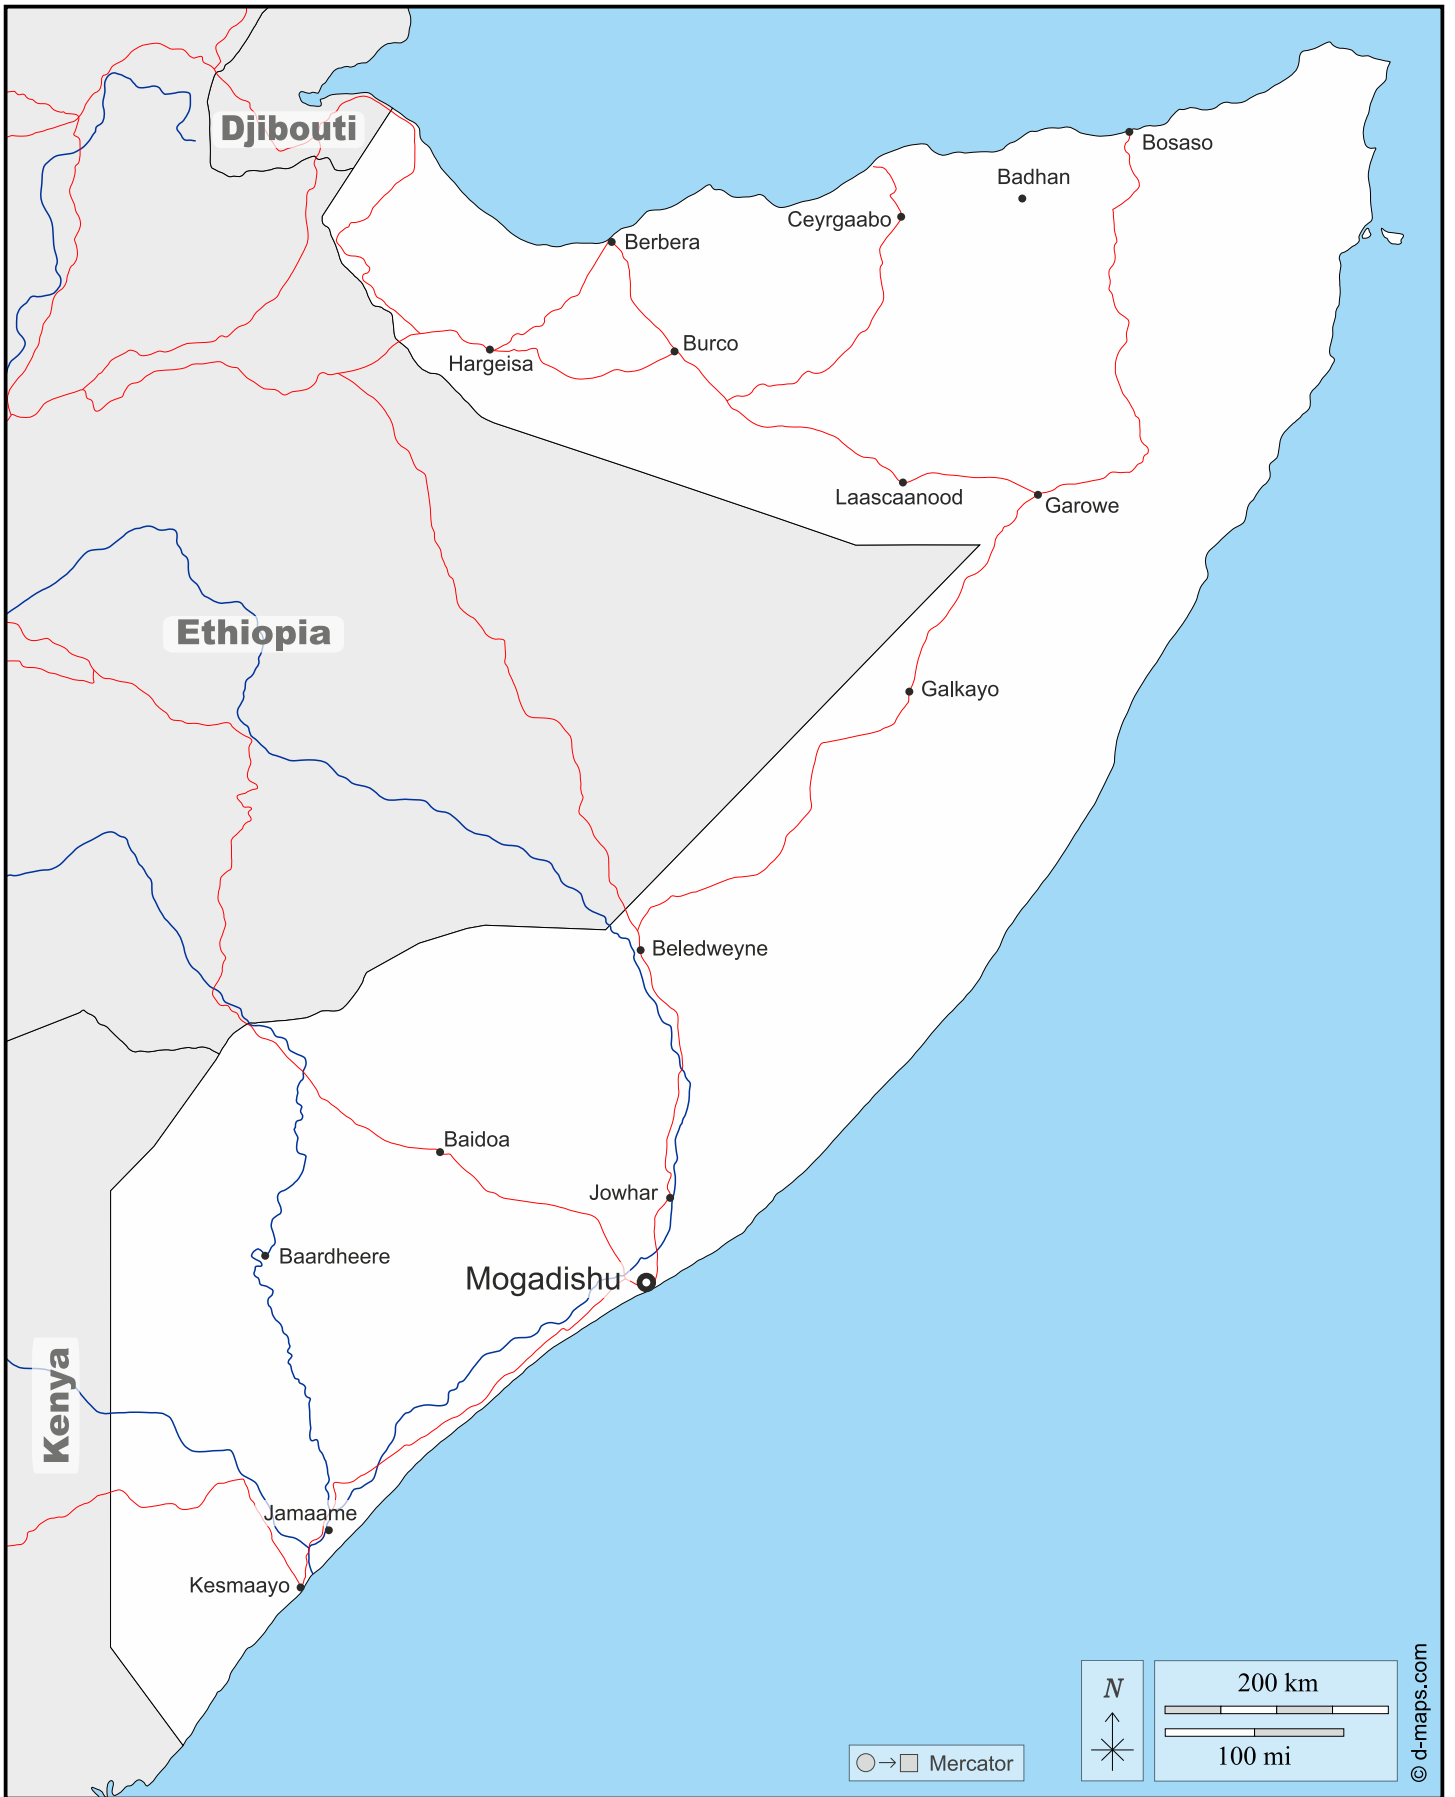 Djibouti
Bosaso
Badhan
Ceyrgaabo
Berbera
Burco
Hargeisa
Laascaanood
Garowe
Ethiopia
Galkayo
Beledweyne
Baidoa
Jowhar
Baardheere
Mogadishu
Kenya
Jamaame
Kesmaayo
N
200 km
100 mi
Mercator
© d-maps.com